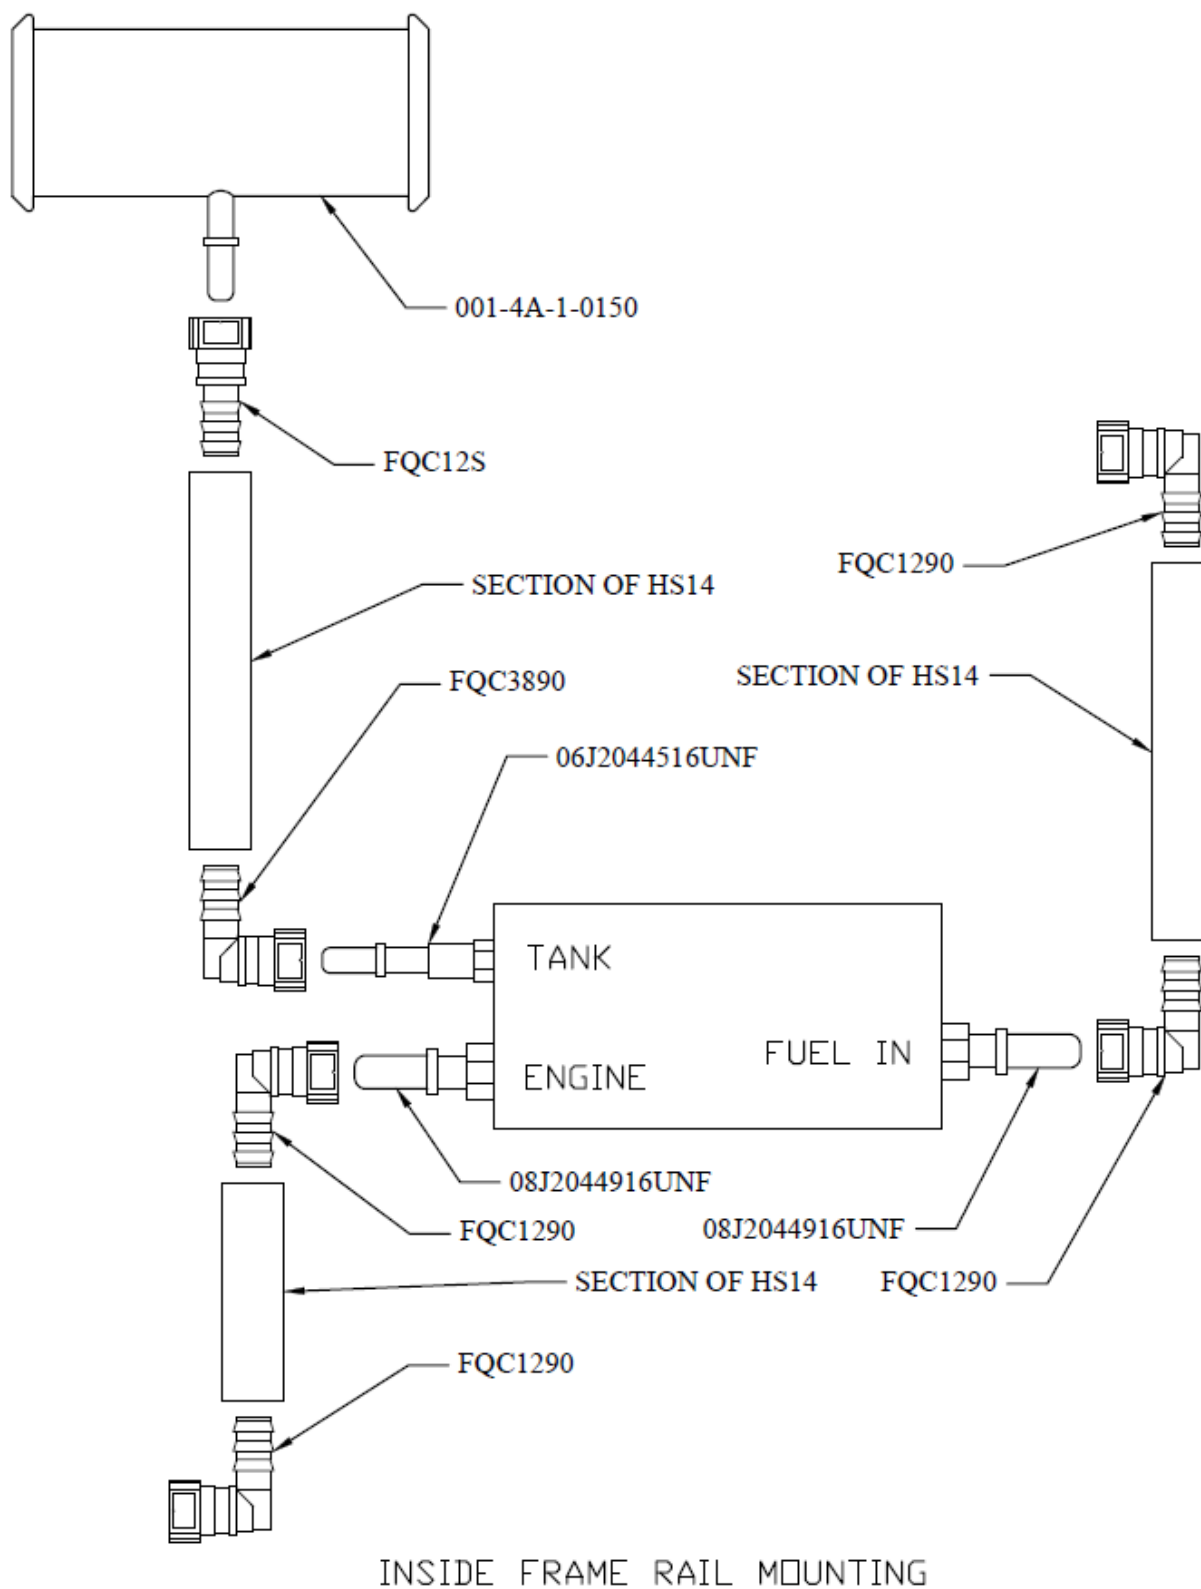 001-4A-1-0150
FQC12S
FQC1290
SECTION OF HS14
SECTION OF HS14
FQC3890
06J2044516UNF
TANK
FUEL IN
ENGINE
08J2044916UNF
08J2044916UNF
FQC1290
SECTION OF HS14
FQC1290
FQC1290
INSIDE FRAME RAIL MOUNTING